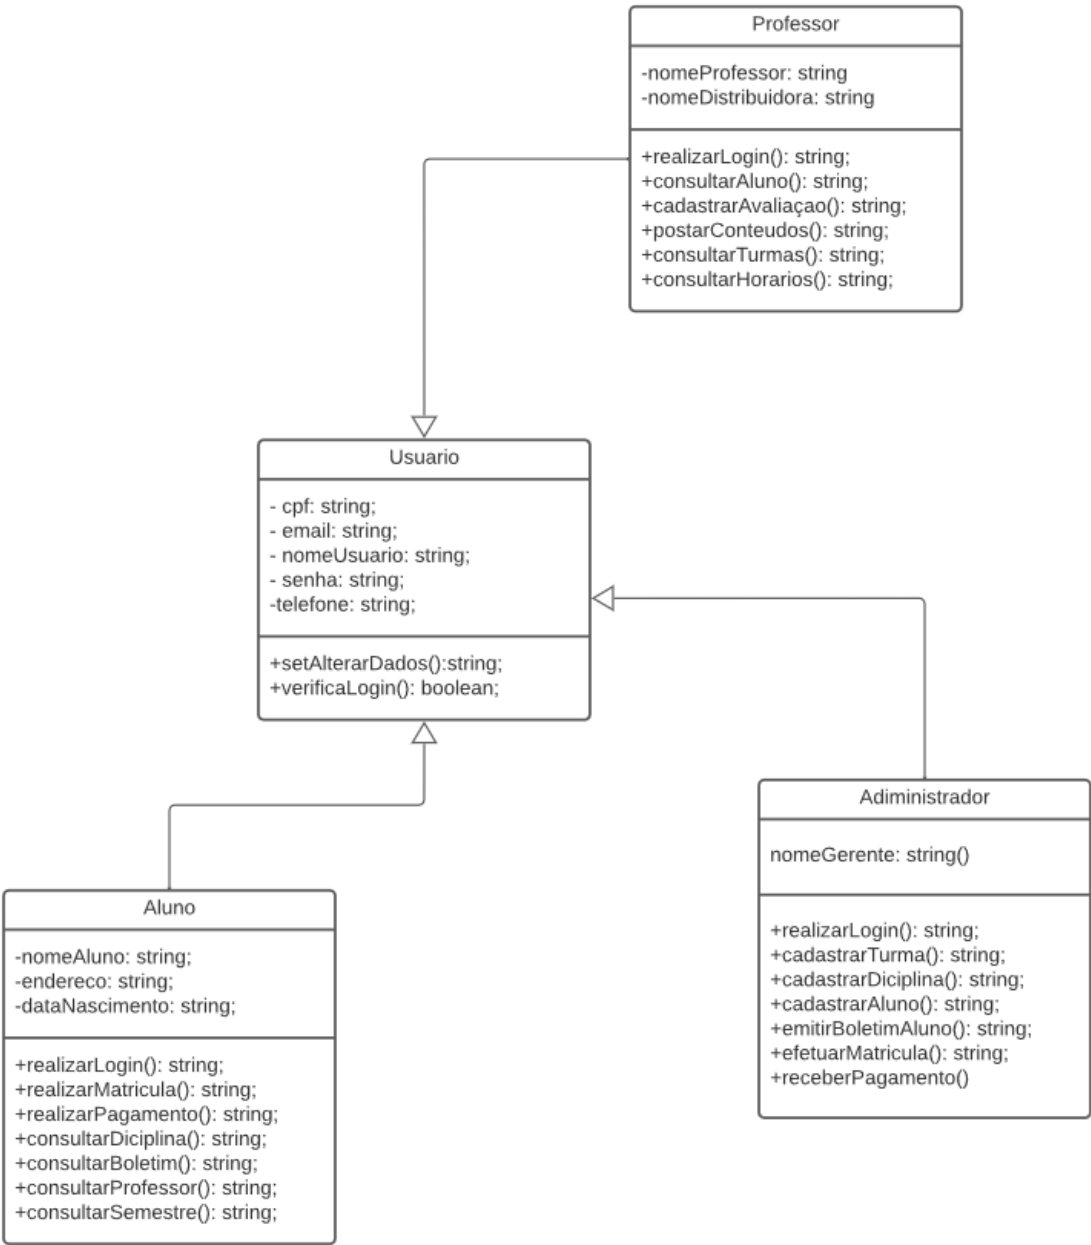 Professor
-nomeProfessor: string
-nomeDistribuidora: string
+realizarLogin(): string;
+consultarAluno(): string;
+cadastrarAvaliaçao(): string;
+postarConteudos(): string;
+consultarTurmas(): string;
+consultarHorarios(): string;
Usuario
- cpf: string;
- email: string;
- nomeUsuario: string;
- senha: string;
-telefone: string;
+setAlterarDados():string;
+verificaLogin(): boolean;
Adiministrador
nomeGerente: string()
+realizarLogin(): string;
+cadastrarTurma(): string;
+cadastrarDiciplina(): string;
+cadastrarAluno(): string;
+emitirBoletimAluno(): string;
+efetuarMatricula(): string;
+receberPagamento()
Aluno
-nomeAluno: string;
-endereco: string;
-dataNascimento: string;
+realizarLogin(): string;
+realizarMatricula(): string;
+realizarPagamento(): string;
+consultarDiciplina(): string;
+consultarBoletim(): string;
+consultarProfessor(): string;
+consultarSemestre(): string;